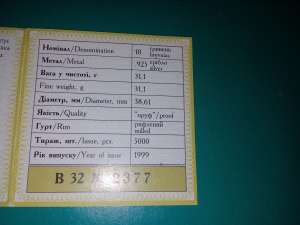 Номінал/Denomination 10 гривень hryvnias
Метал/Metal 925 срібло silver
Вага у чистоті, г 31,1
Fine weight, g 31,1
Діаметр, мм/Diameter, mm 38,61
Якість/Quality "пруф"/proof
Гурт/Rim рифлений milled
Тираж, шт./Issue, pcs. 5000
Рік випуску/Year of issue 1999
В 32 № 2377